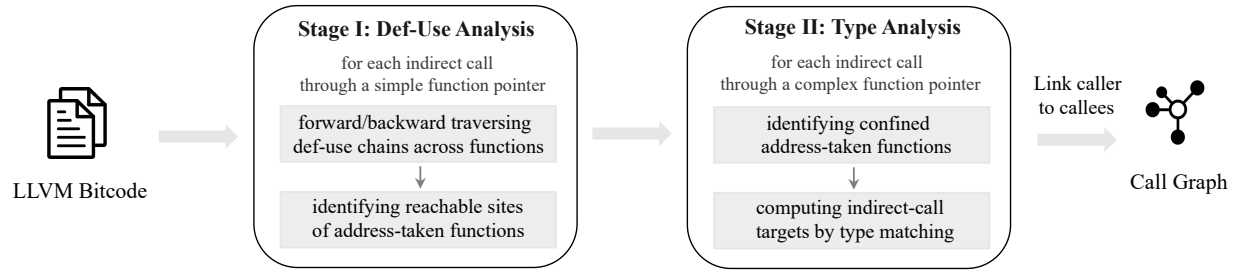 LLVM Bitcode
Stage I: Def-Use Analysis
for each indirect call
through a simple function pointer
forward/backward traversing
def-use chains across functions
identifying reachable sites
of address-taken functions
Stage II: Type Analysis
for each indirect call
through a complex function pointer
identifying confined
address-taken functions
computing indirect-call
targets by type matching
Link caller
to callees
Call Graph